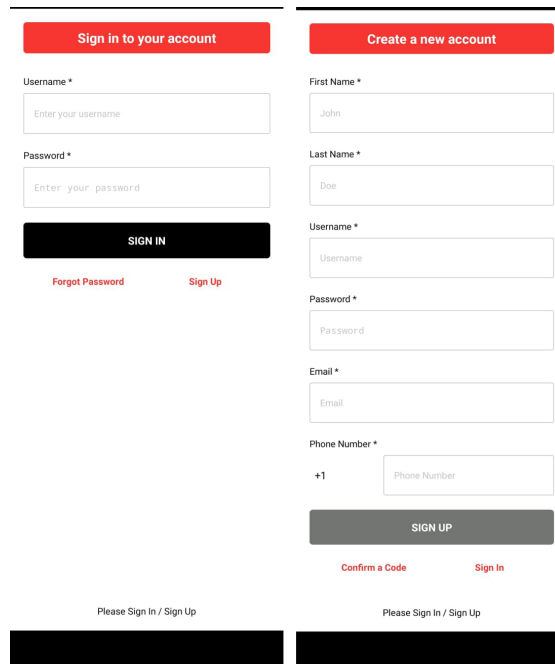 Sign in to your account
Username *
Enter your username
Password *
Enter your password
SIGN IN
Forgot Password Sign Up
Please Sign In / Sign Up
Create a new account
First Name *
John
Last Name *
Doe
Username *
Username
Password *
Password
Email *
Email
Phone Number *
+1 Phone Number
SIGN UP
Confirm a Code Sign In
Please Sign In / Sign Up